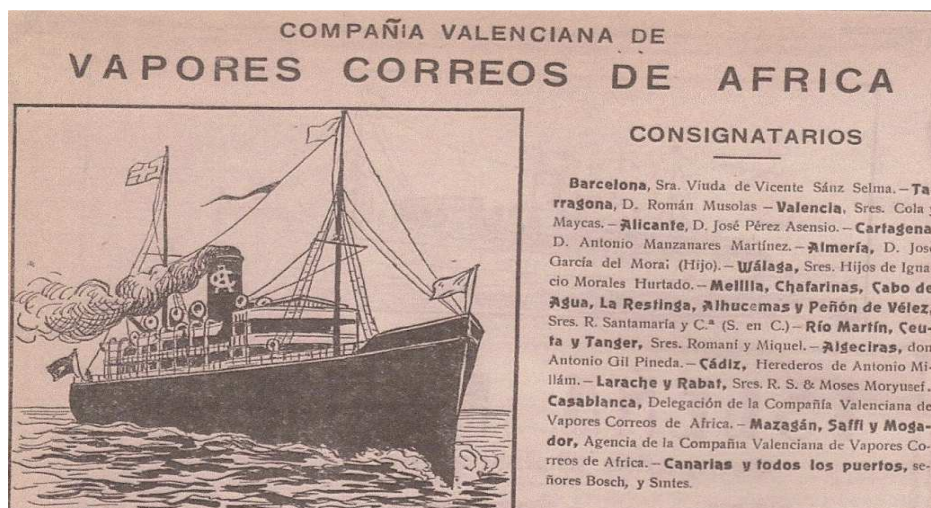 COMPAÑIA VALENCIANA DE
VAPORES CORREOS DE AFRICA
CONSIGNATARIOS
Barcelona, Sra. Viuda de Vicente Sánz Selma.—Ta
rragona, D. Román Musolas — Valencia, Sres. Cola y
Maycas.—Alicante, D. José Pérez Asensio.—Cartagena,
D. Antonio Manzanares Martínez.—Almería, D. José
García del Moral (Hijo).—Wálaga, Sres. Hijos de Igna
cio Morales Hurtado.—Melilla, Chafarinas, Cabo de
Agua, La Restinga, Alhucemas y Peñón de Vélez,
Sres. R. Santamaría y C.ª (S. en C.)—Río Martín, Ceu-
ta y Tanger, Sres. Romaní y Miquel.—Algeciras, don
Antonio Gil Pineda.—Cádiz, Herederos de Antonio Mi-
llám.—Larache y Rabat, Sres. R. S. & Moses Moryusef.
Casablanca, Delegación de la Compañía Valenciana de
Vapores Correos de Africa.—Mazagán, Saffi y Moga-
dor, Agencia de la Compañia Valenciana de Vapores Co-
rreos de Africa.—Canarias y todos los puertos, se-
ñores Bosch, y Sintes.